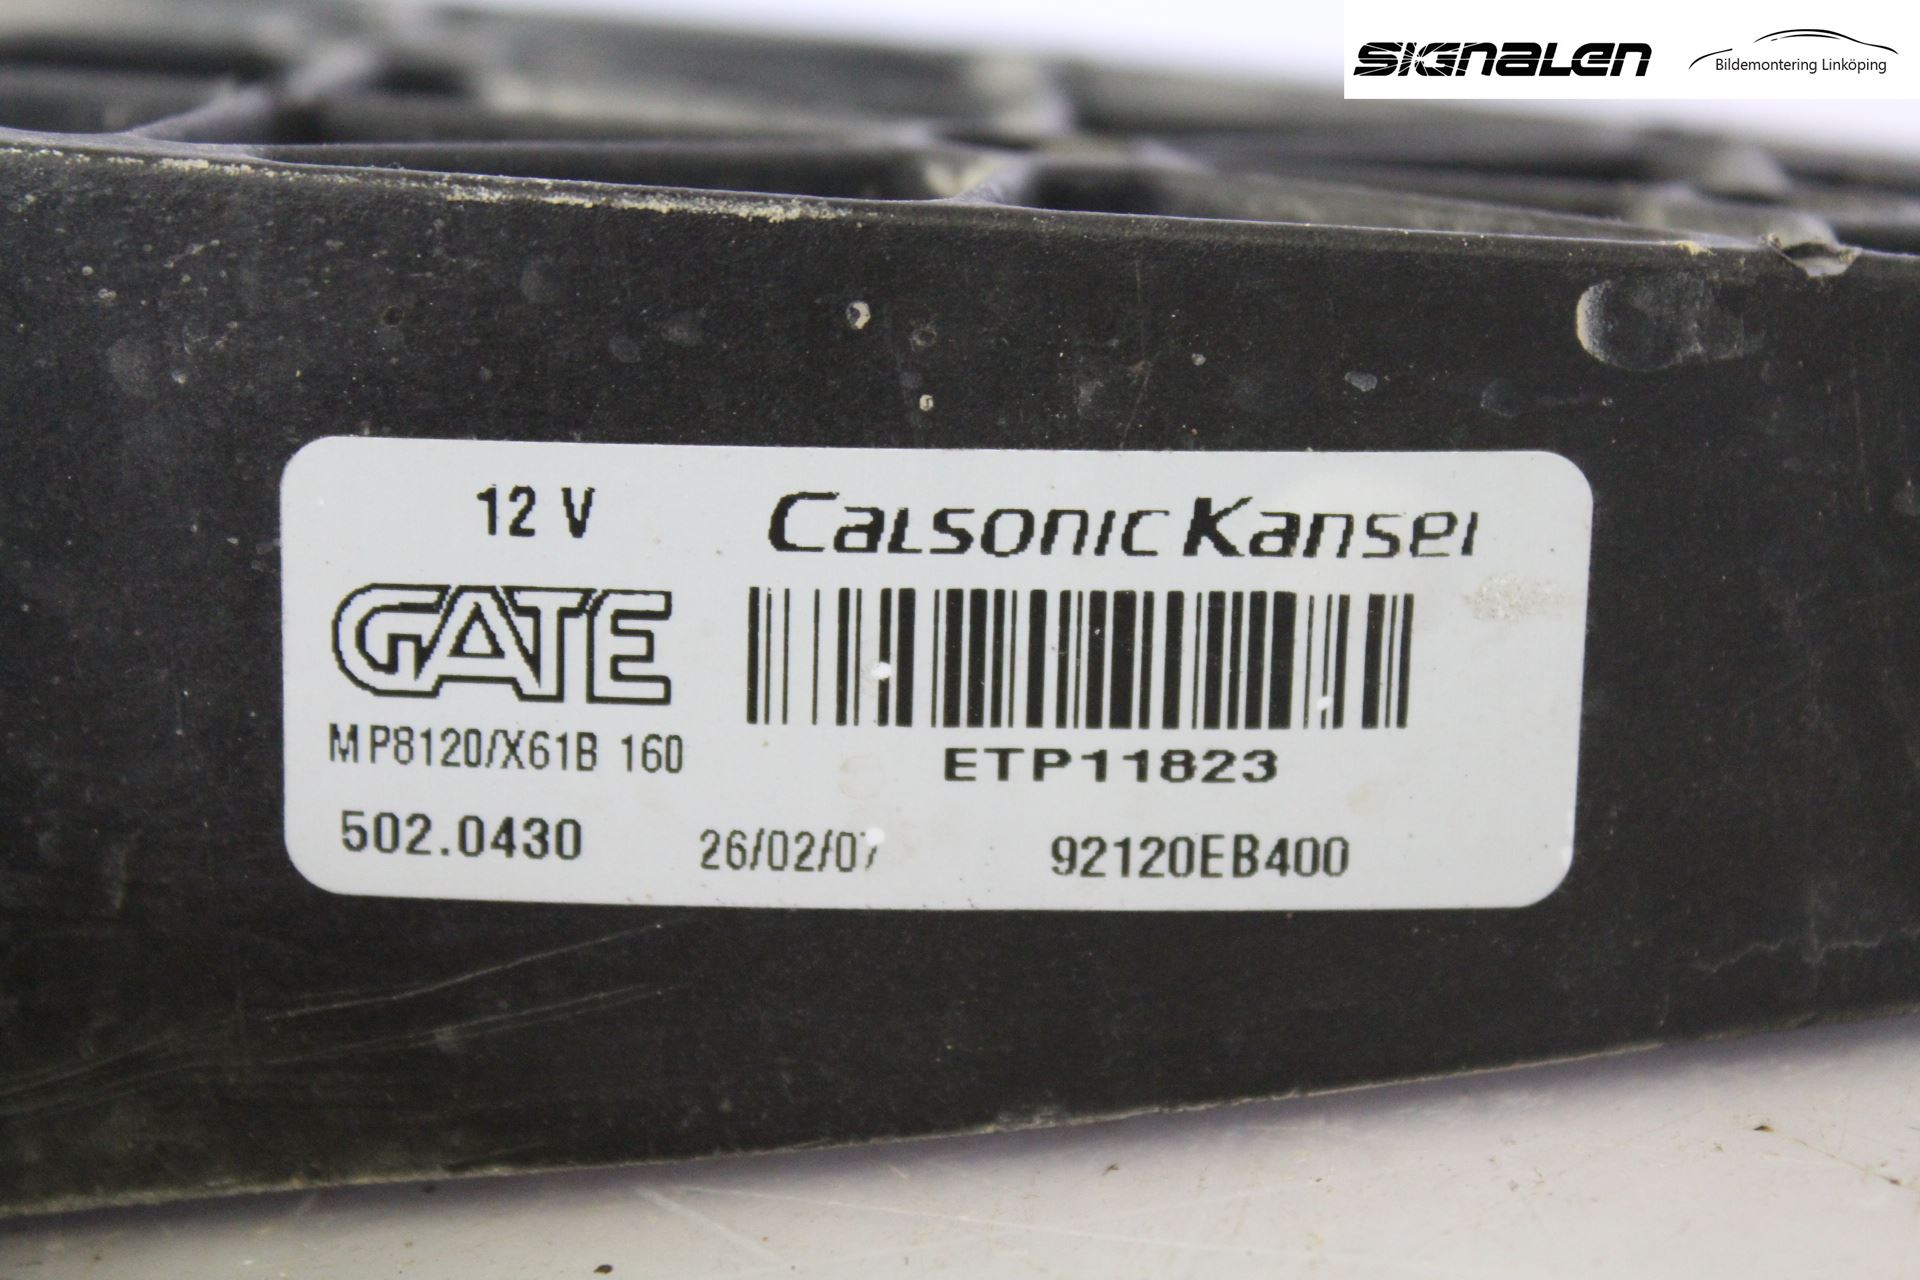 SIGNALEN
Bildemontering Linköping
12 V
CALSONIC KANSEI
GATE
MP8120/X61B 160
ETP11823
502.0430 26/02/07 92120EB400